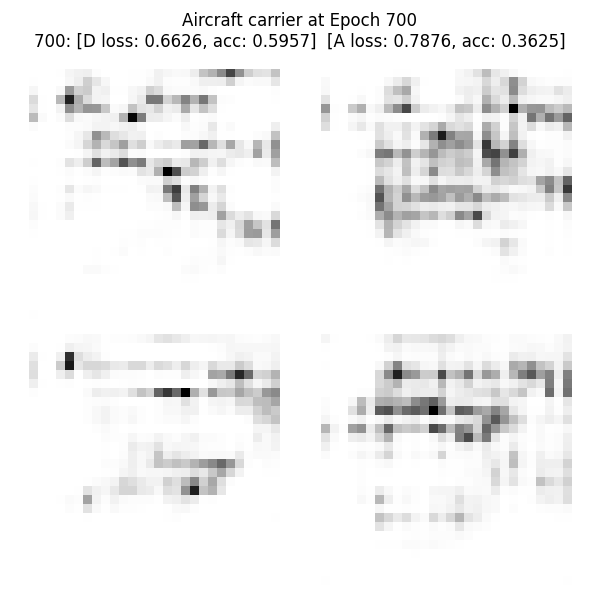 Aircraft carrier at Epoch 700
700: [D loss: 0.6626, acc: 0.5957]  [A loss: 0.7876, acc: 0.3625]